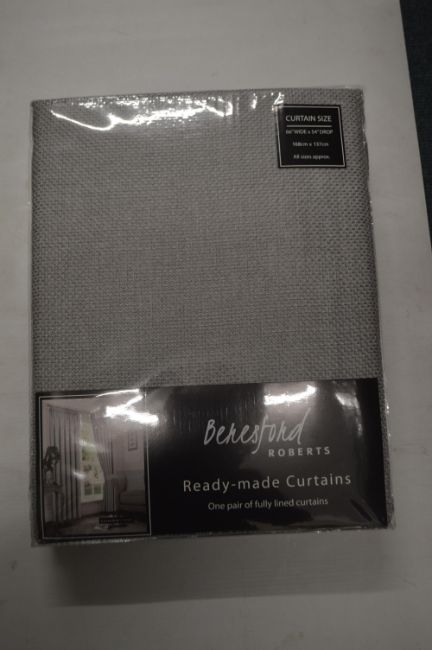 CURTAIN SIZE
66"WIDE x 54"DROP
168cm x 137cm
All sizes approx.
Beresford
ROBERTS
Ready-made Curtains
One pair of fully lined curtains